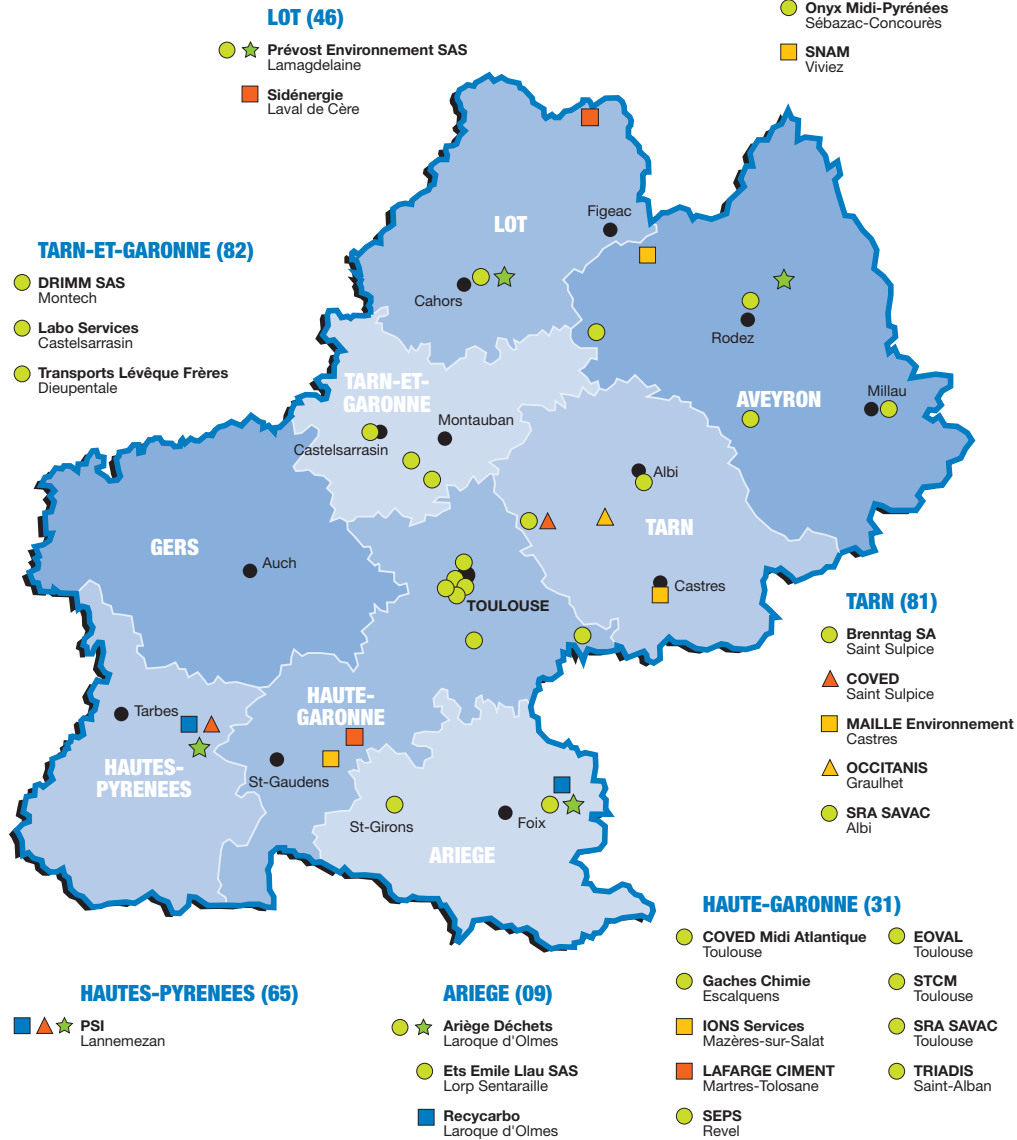 LOT (46)
Prévost Environnement SAS
Lamagdelaine
Sidénergie
Laval de Cère
Onyx Midi-Pyrénées
Sébazac-Concourès
SNAM
Viviez
TARN-ET-GARONNE (82)
DRIMM SAS
Montech
Labo Services
Castelsarrasin
Transports Lévêque Frères
Dieupentale
LOT
Figeac
Cahors
Rodez
TARN-ET-
GARONNE
Montauban
Castelsarrasin
AVEYRON
Millau
Albi
TARN
GERS
Auch
Castres
TOULOUSE
HAUTE-
GARONNE
Tarbes
HAUTES-
PYRENEES
St-Gaudens
St-Girons
Foix
ARIEGE
TARN (81)
Brenntag SA
Saint Sulpice
COVED
Saint Sulpice
MAILLE Environnement
Castres
OCCITANIS
Graulhet
SRA SAVAC
Albi
HAUTES-PYRENEES (65)
PSI
Lannemezan
ARIEGE (09)
Ariège Déchets
Laroque d'Olmes
Ets Emile Llau SAS
Lorp Sentaraille
Recycarbo
Laroque d'Olmes
HAUTE-GARONNE (31)
COVED Midi Atlantique
Toulouse
Gaches Chimie
Escalquens
IONS Services
Mazères-sur-Salat
LAFARGE CIMENT
Martres-Tolosane
SEPS
Revel
EOVAL
Toulouse
STCM
Toulouse
SRA SAVAC
Toulouse
TRIADIS
Saint-Alban